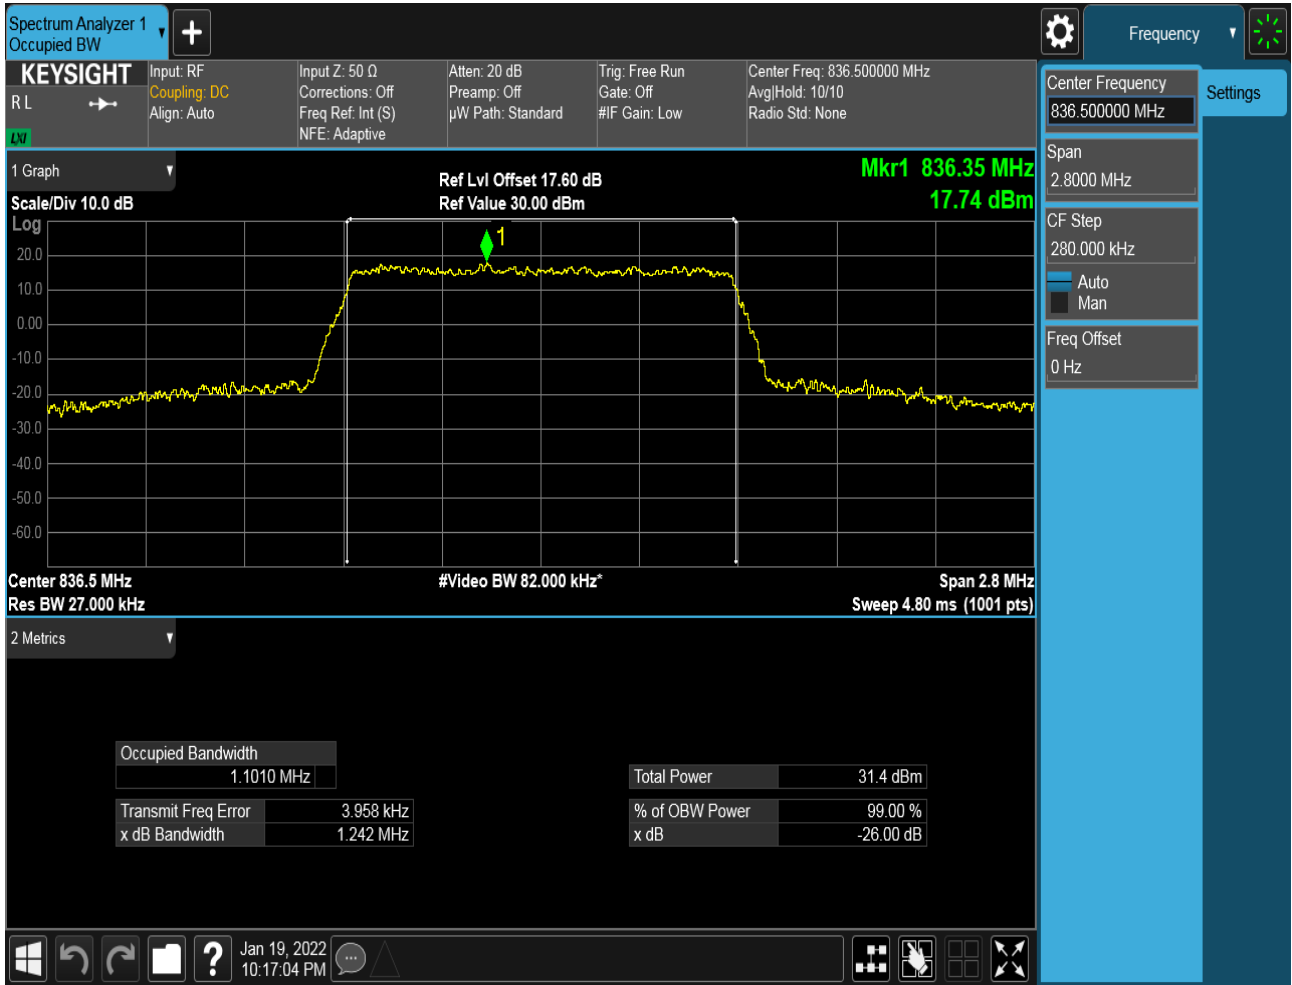 Spectrum Analyzer 1
Occupied BW
Frequency
KEYSIGHT
R L
LXI
Input: RF
Coupling: DC
Align: Auto
Input Z: 50 Ω
Corrections: Off
Freq Ref: Int (S)
NFE: Adaptive
Atten: 20 dB
Preamp: Off
µW Path: Standard
Trig: Free Run
Gate: Off
#IF Gain: Low
Center Freq: 836.500000 MHz
Avg|Hold: 10/10
Radio Std: None
Center Frequency
836.500000 MHz
Settings
Span
2.8000 MHz
CF Step
280.000 kHz
Auto
Man
Freq Offset
0 Hz
1 Graph
Ref Lvl Offset 17.60 dB
Mkr1 836.35 MHz
Scale/Div 10.0 dB
Ref Value 30.00 dBm
17.74 dBm
Log
1
20.0
10.0
0.00
-10.0
-20.0
-30.0
-40.0
-50.0
-60.0
Center 836.5 MHz
#Video BW 82.000 kHz*
Span 2.8 MHz
Res BW 27.000 kHz
Sweep 4.80 ms (1001 pts)
2 Metrics
Occupied Bandwidth
1.1010 MHz
Total Power 31.4 dBm
Transmit Freq Error 3.958 kHz
% of OBW Power 99.00 %
x dB Bandwidth 1.242 MHz
x dB -26.00 dB
?
Jan 19, 2022
10:17:04 PM